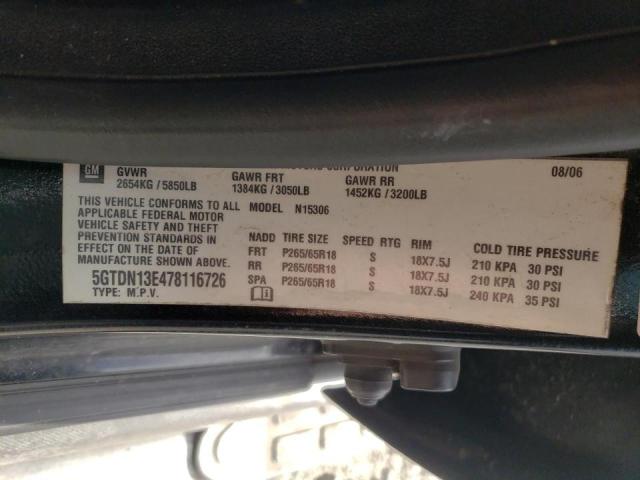 GM CORPORATION 08/06
GVWR GAWR FRT GAWR RR
2654KG / 5850LB 1384KG / 3050LB 1452KG / 3200LB
THIS VEHICLE CONFORMS TO ALL
APPLICABLE FEDERAL MOTOR
VEHICLE SAFETY AND THEFT
PREVENTION STANDARDS IN
EFFECT ON THE DATE OF
MANUFACTURE SHOWN ABOVE.
5GTDN13E478116726
TYPE: M.P.V.
MODEL N15306
NADD TIRE SIZE SPEED RTG RIM COLD TIRE PRESSURE
FRT P265/65R18 S 18X7.5J 210 KPA 30 PSI
RR P265/65R18 S 18X7.5J 210 KPA 30 PSI
SPA P265/65R18 S 18X7.5J 240 KPA 35 PSI